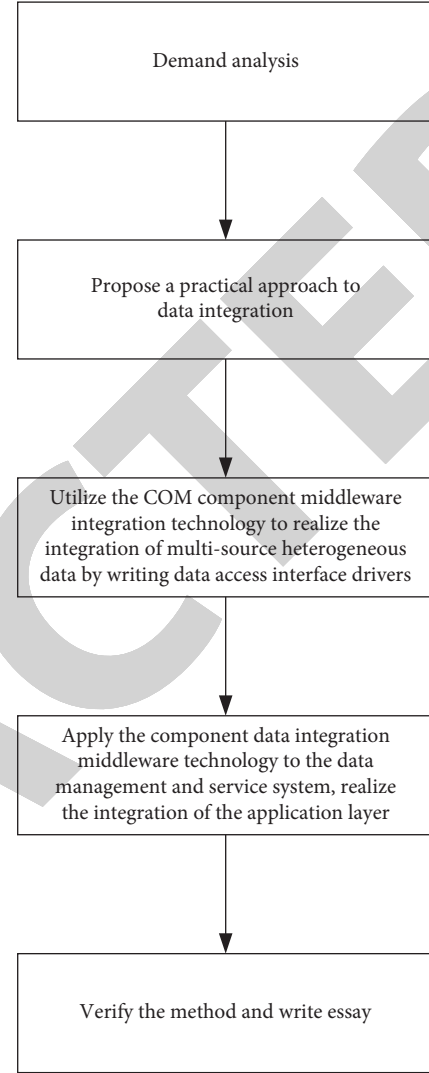 Demand analysis
Propose a practical approach to
data integration
Utilize the COM component middleware
integration technology to realize the
integration of multi-source heterogeneous
data by writing data access interface drivers
Apply the component data integration
middleware technology to the data
management and service system, realize
the integration of the application layer
Verify the method and write essay